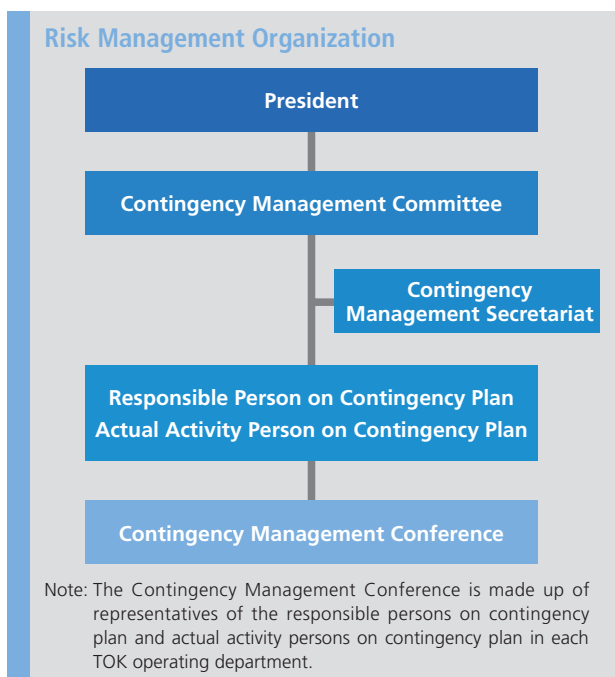 Risk Management Organization
President
Contingency Management Committee
Contingency
Management Secretariat
Responsible Person on Contingency Plan
Actual Activity Person on Contingency Plan
Contingency Management Conference
Note: The Contingency Management Conference is made up of
representatives of the responsible persons on contingency
plan and actual activity persons on contingency plan in each
TOK operating department.